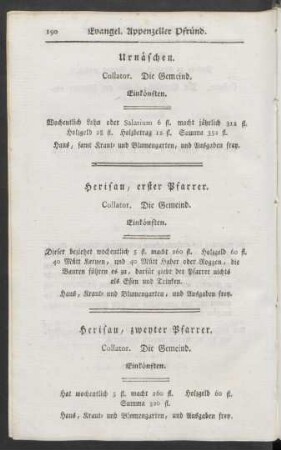 190 Evangel. Appenzeller Pfründ.
Urnäschen.
Collator. Die Gemeind.
Einkönften.
Wochentlich Lohn oder Salarium 6 fl. macht jährlich 312 fl.
Holzgeld 18 fl. Holzbetrag 12 fl. Summa 332 fl.
Haus, samt Kraut- und Blumengarten, und Ausgaben frey.
Herisau, erster Pfarrer.
Collator. Die Gemeind.
Einkönften.
Dieser beziehet wochentlich 5 fl. macht 260 fl. Holzgeld 60 fl.
40 Mütt Kernen, und 40 Mütt Haber oder Roggen, die
Bauren führen es zu, dafür giebt der Pfarrer nichts
als Essen und Trinken.
Haus, Kraut- und Blumengarten, und Ausgaben frey.
Herisau, zweyter Pfarrer.
Collator. Die Gemeind.
Einkönften.
Hat wochentlich 5 fl. macht 260 fl. Holzgeld 60 fl.
Summa 320 fl.
Haus, Kraut- und Blumengarten, und Ausgaben frey.